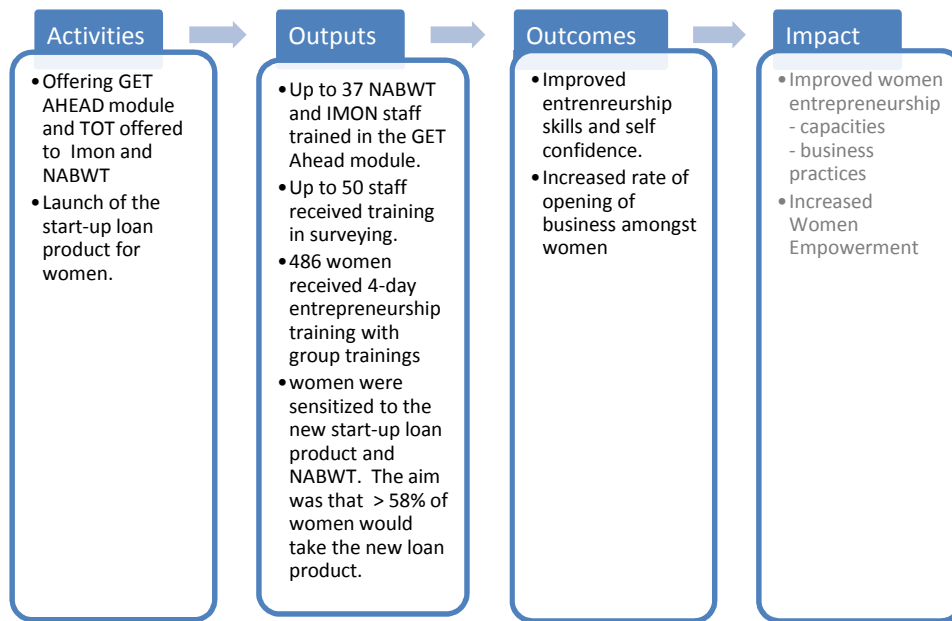 Activities
• Offering GET
AHEAD module
and TOT offered
to Imon and
NABWT
• Launch of the
start-up loan
product for
women.
Outputs
• Up to 37 NABWT
and IMON staff
trained in the GET
Ahead module.
• Up to 50 staff
received training
in surveying.
• 486 women
received 4-day
entrepreneurship
training with
group trainings
• women were
sensitized to the
new start-up loan
product and
NABWT. The aim
was that > 58% of
women would
take the new loan
product.
Outcomes
• Improved
entrenreurship
skills and self
confidence.
• Increased rate of
opening of
business amongst
women
Impact
• Improved women
entrepreneurship
- capacities
- business
practices
• Increased
Women
Empowerment